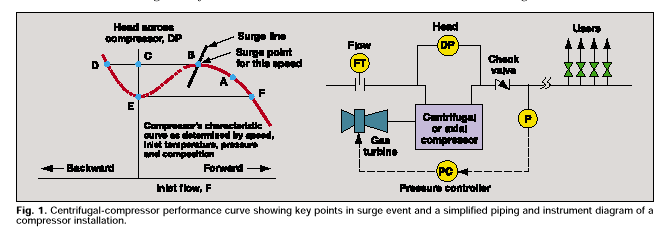 Head across
compressor, DP
Surge line
D
C
B
Surge point
for this speed
A
E
F
Compressor's characteristic
curve as determined by speed,
inlet temperature, pressure
and composition
Backward
Forward
Inlet flow, F
Head
DP
Users
Flow
FT
Check
valve
Centrifugal
or axial
compressor
P
Gas
turbine
PC
Pressure controller
Fig. 1. Centrifugal-compressor performance curve showing key points in surge event and a simplified piping and instrument diagram of a
compressor installation.